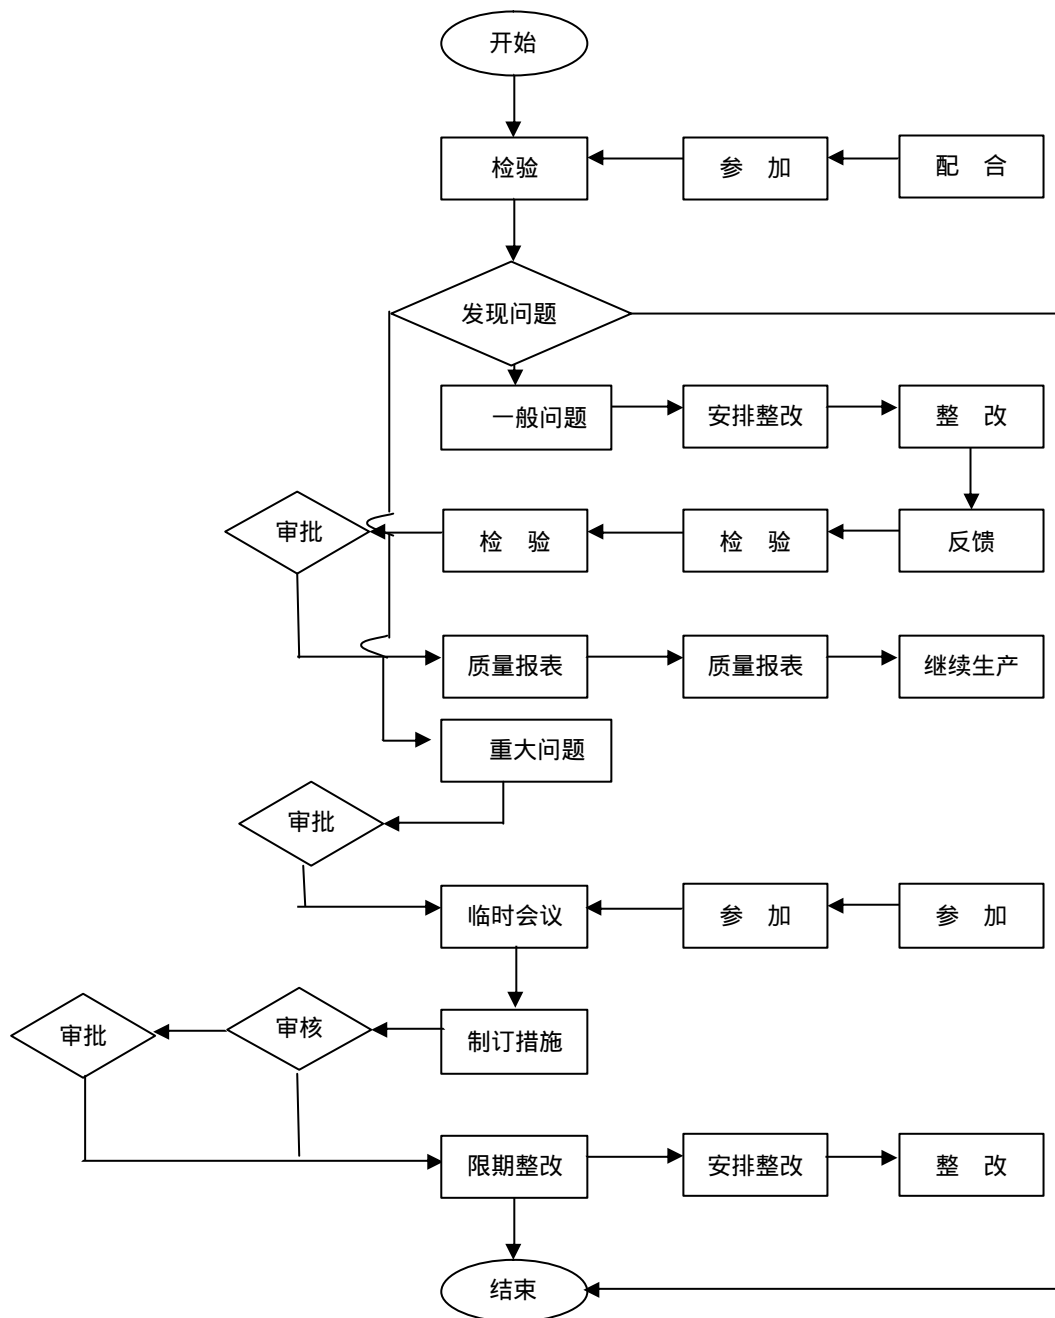 开始
检验
参 加
配 合
发现问题
一般问题
安排整改
整 改
审批
检 验
检 验
反馈
质量报表
质量报表
继续生产
重大问题
审批
临时会议
参 加
参 加
审批
审核
制订措施
限期整改
安排整改
整 改
结束